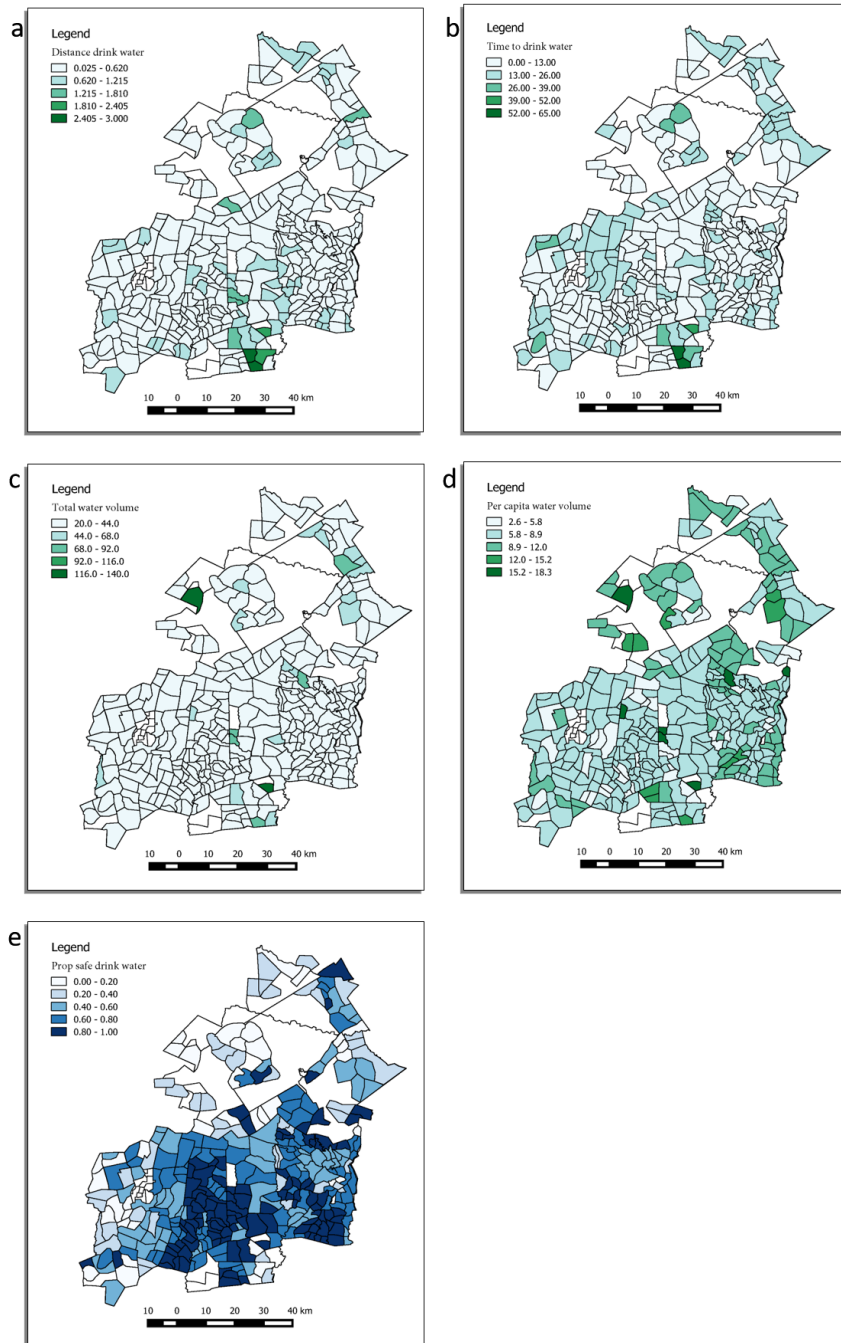 a
Legend
Distance drink water
0.025 - 0.620
0.620 - 1.215
1.215 - 1.810
1.810 - 2.405
2.405 - 3.000
10 0 10 20 30 40 km
b
Legend
Time to drink water
0.00 - 13.00
13.00 - 26.00
26.00 - 39.00
39.00 - 52.00
52.00 - 65.00
10 0 10 20 30 40 km
c
Legend
Total water volume
20.0 - 44.0
44.0 - 68.0
68.0 - 92.0
92.0 - 116.0
116.0 - 140.0
10 0 10 20 30 40 km
d
Legend
Per capita water volume
2.6 - 5.8
5.8 - 8.9
8.9 - 12.0
12.0 - 15.2
15.2 - 18.3
10 0 10 20 30 40 km
e
Legend
Prop safe drink water
0.00 - 0.20
0.20 - 0.40
0.40 - 0.60
0.60 - 0.80
0.80 - 1.00
10 0 10 20 30 40 km